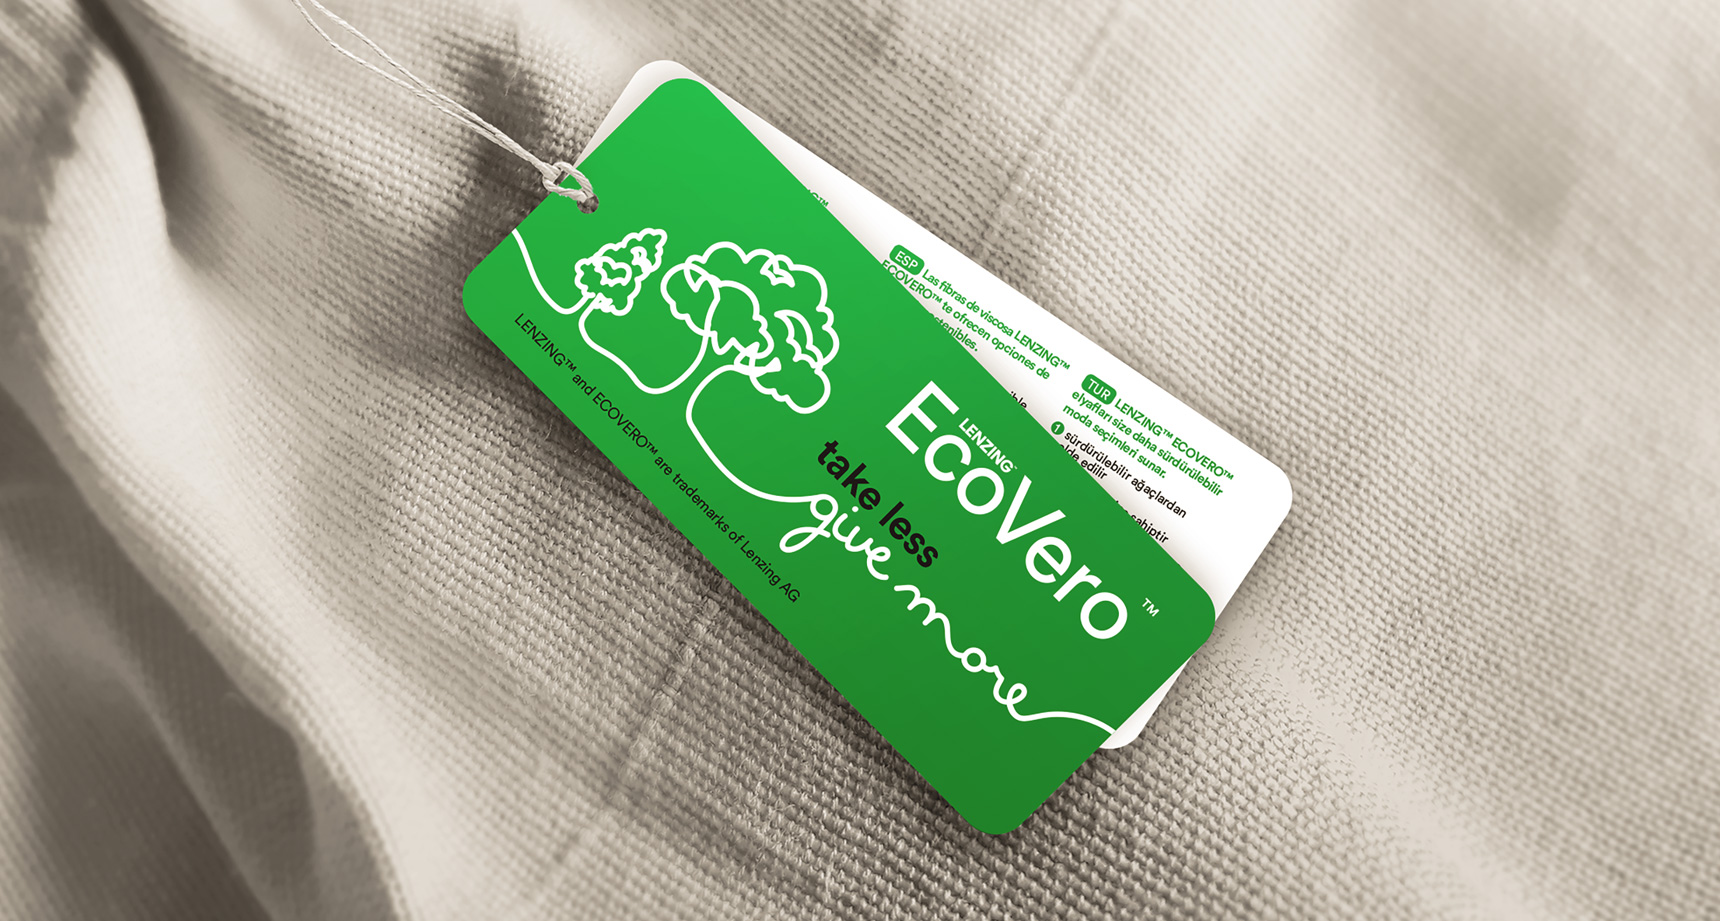 LENZING™
EcoVero™
take less
give more
LENZING™ and ECOVERO™ are trademarks of Lenzing AG
ESP Las fibras de viscosa LENZING™
ECOVERO™ te ofrecen opciones de
TUR LENZING™ ECOVERO™
elyafları size daha sürdürülebilir
moda seçimleri sunar.
1 sürdürülebilir ağaçlardan
edilir
sahiptir